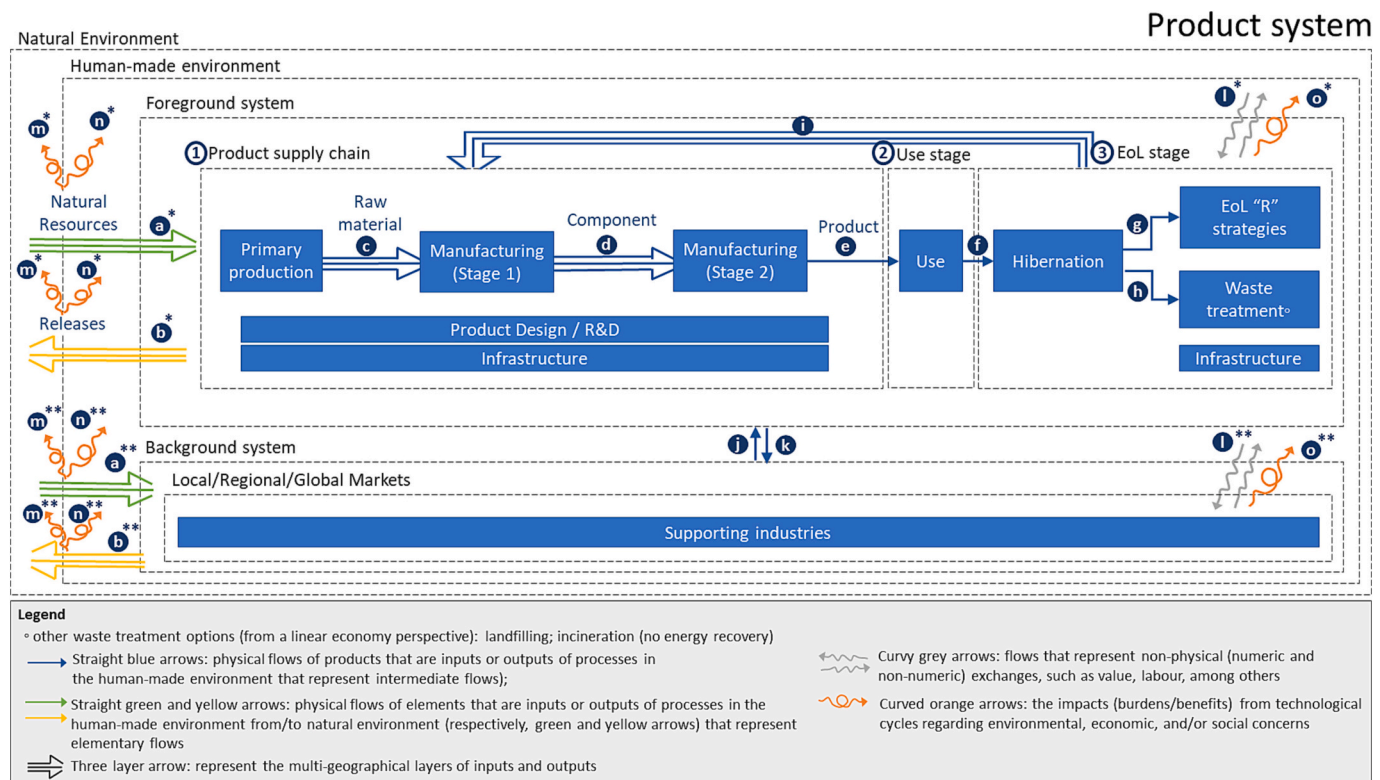 Product system
Natural Environment
Human-made environment
Foreground system
l*
o*
m*
n*
i
1 Product supply chain
2 Use stage
3 EoL stage
Natural
Resources
a*
Raw
material
c
Component
d
Product
e
f
g
h
Primary
production
Manufacturing
(Stage 1)
Manufacturing
(Stage 2)
Use
Hibernation
EoL “R”
strategies
Waste
treatment°
m*
n*
Releases
b*
Product Design / R&D
Infrastructure
Infrastructure
m**
n**
a**
Background system
j
k
l**
o**
Local/Regional/Global Markets
m**
n**
b**
Supporting industries
Legend
° other waste treatment options (from a linear economy perspective): landfilling; incineration (no energy recovery)
Straight blue arrows: physical flows of products that are inputs or outputs of processes in
the human-made environment that represent intermediate flows);
Straight green and yellow arrows: physical flows of elements that are inputs or outputs of processes in the
human-made environment from/to natural environment (respectively, green and yellow arrows) that represent
elementary flows
Three layer arrow: represent the multi-geographical layers of inputs and outputs
Curvy grey arrows: flows that represent non-physical (numeric and
non-numeric) exchanges, such as value, labour, among others
Curved orange arrows: the impacts (burdens/benefits) from technological
cycles regarding environmental, economic, and/or social concerns